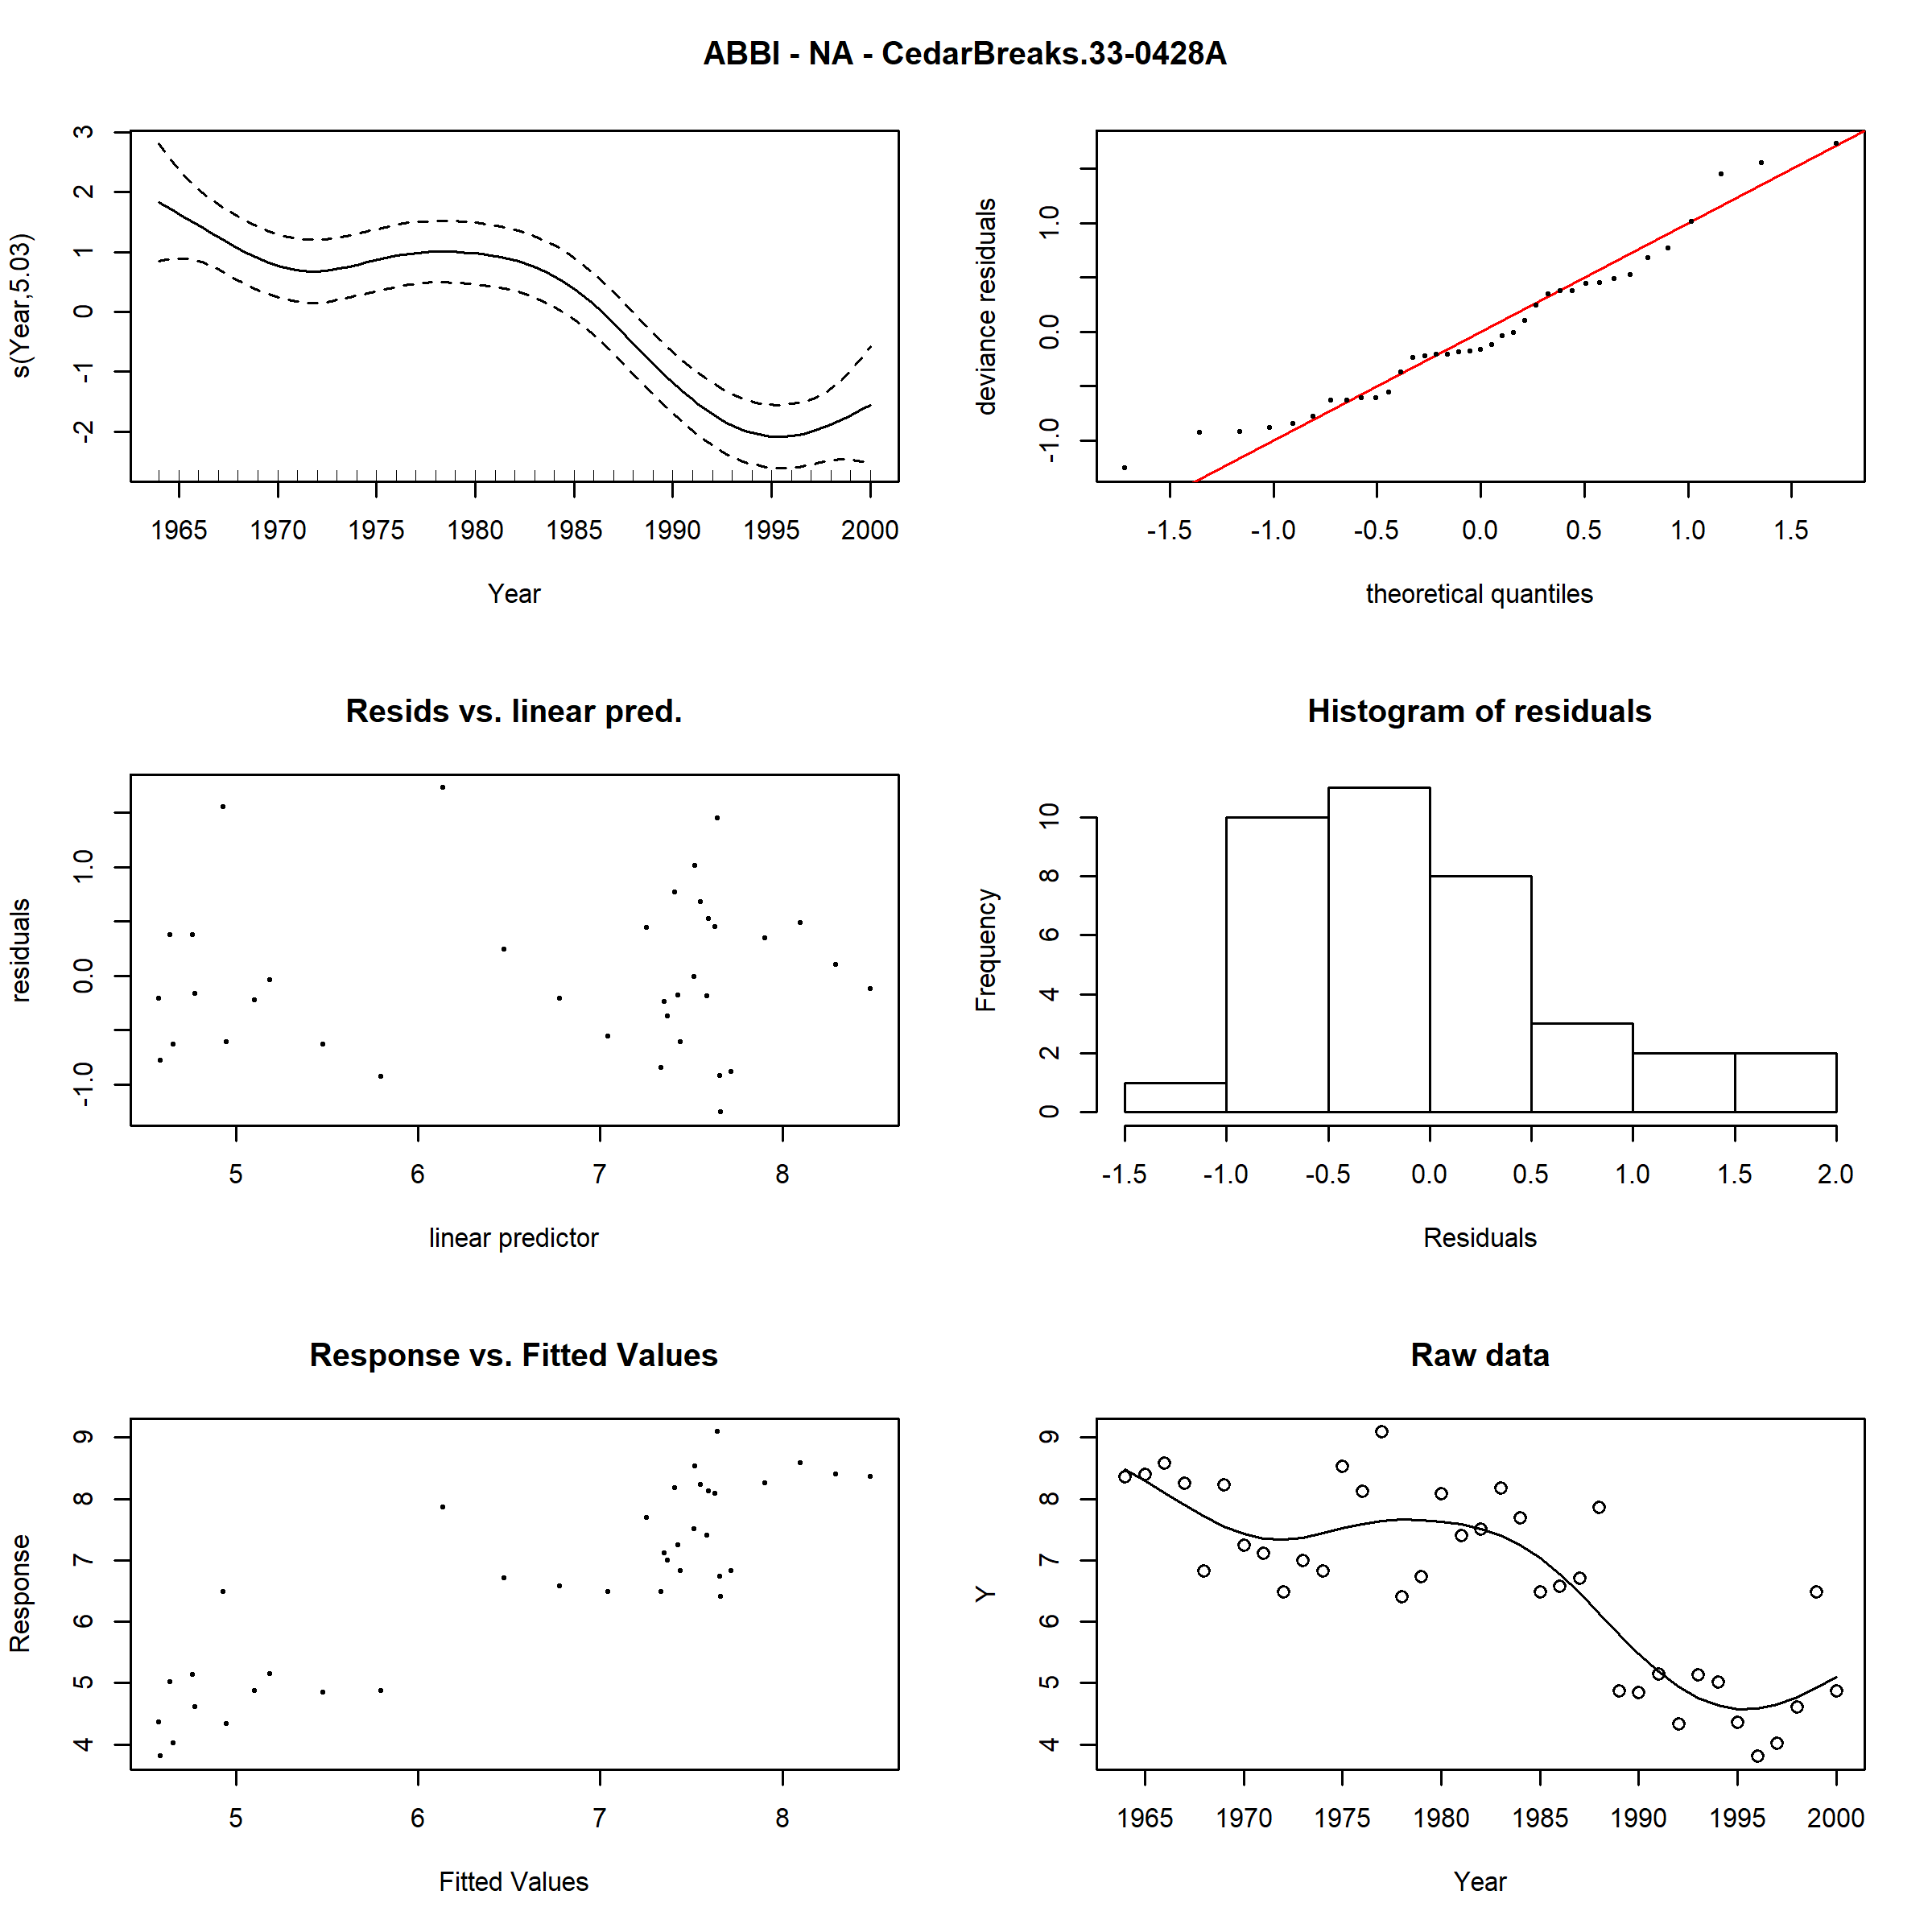 ABBI - NA - CedarBreaks.33-0428A
s(Year,5.03)
3
2
1
0
-1
-2
1965 1970 1975 1980 1985 1990 1995 2000
Year
deviance residuals
1.0
0.0
-1.0
-1.5 -1.0 -0.5 0.0 0.5 1.0 1.5
theoretical quantiles
Resids vs. linear pred.
residuals
1.0
0.0
-1.0
5 6 7 8
linear predictor
Histogram of residuals
Frequency
10
8
6
4
2
0
-1.5 -1.0 -0.5 0.0 0.5 1.0 1.5 2.0
Residuals
Response vs. Fitted Values
Response
9
8
7
6
5
4
5 6 7 8
Fitted Values
Raw data
Y
9
8
7
6
5
4
1965 1970 1975 1980 1985 1990 1995 2000
Year